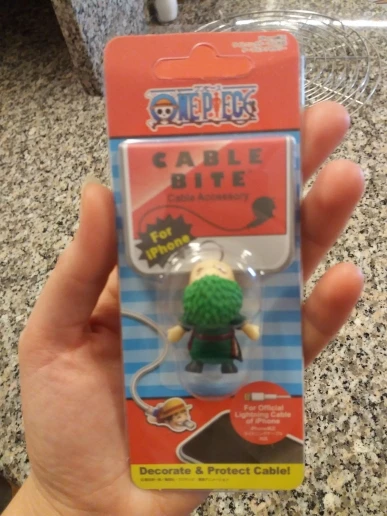 ONE PIECE
CABLE
BITE
Cable Accessory
For
iPhone
For Official
Lightning Cable
of iPhone
Decorate & Protect Cable!